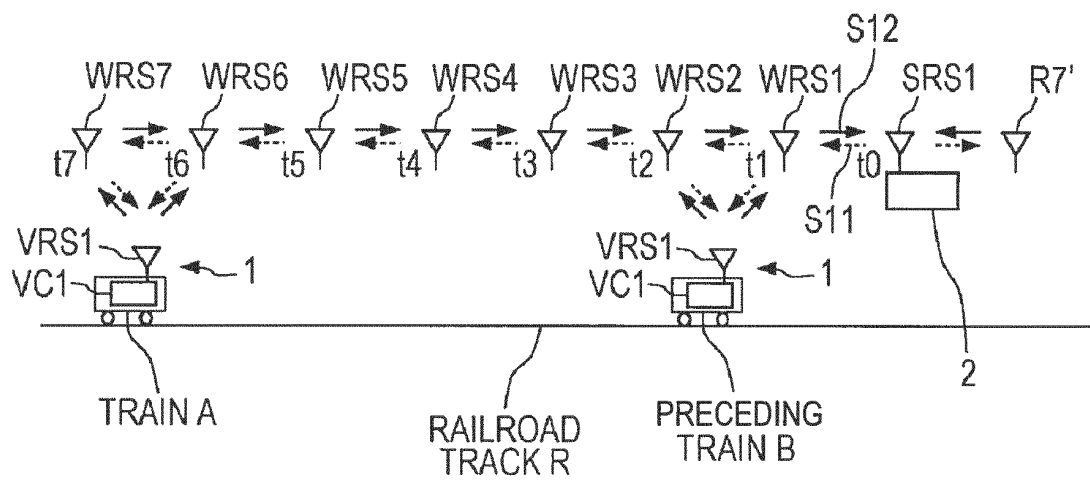 S12
WRS7 WRS6 WRS5 WRS4 WRS3 WRS2 WRS1 SRS1 R7'
t7 t6 t5 t4 t3 t2 t1 t0
S11
VRS1 1 VRS1 1
VC1 VC1
2
TRAIN A
RAILROAD
TRACK R
PRECEDING
TRAIN B